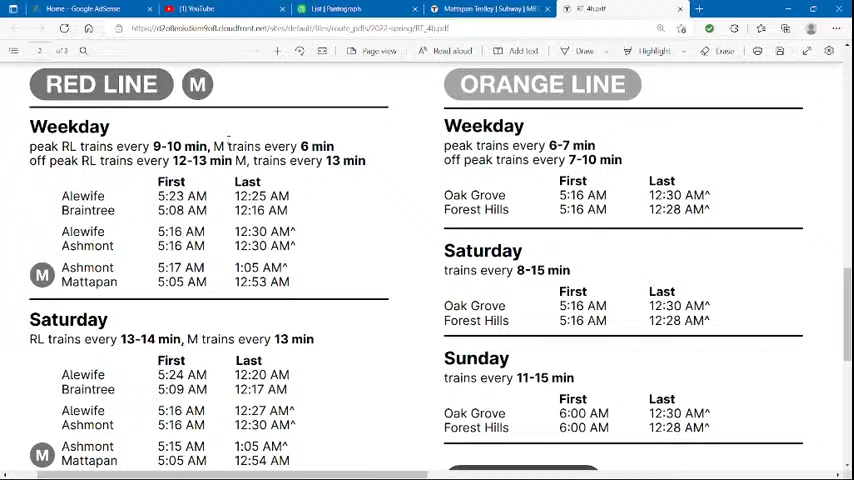 Home – Google AdSense
(1) YouTube
List | Pantograph
Mattapan Trolley | Subway | MBT
RT_4b.pdf
2 of 2
Page view
Read aloud
Add text
Draw
Highlight
Erase
RED LINE M
Weekday
peak RL trains every 9-10 min, M trains every 6 min
off peak RL trains every 12-13 min M, trains every 13 min
First Last
Alewife 5:23 AM 12:25 AM
Braintree 5:08 AM 12:16 AM
Alewife 5:16 AM 12:30 AM^
Ashmont 5:16 AM 12:30 AM^
M
Ashmont 5:17 AM 1:05 AM^
Mattapan 5:05 AM 12:53 AM
Saturday
RL trains every 13-14 min, M trains every 13 min
First Last
Alewife 5:24 AM 12:20 AM
Braintree 5:09 AM 12:17 AM
Alewife 5:16 AM 12:27 AM^
Ashmont 5:16 AM 12:30 AM^
M
Ashmont 5:15 AM 1:05 AM^
Mattapan 5:05 AM 12:54 AM
ORANGE LINE
Weekday
peak trains every 6-7 min
off peak trains every 7-10 min
First Last
Oak Grove 5:16 AM 12:30 AM^
Forest Hills 5:16 AM 12:28 AM^
Saturday
trains every 8-15 min
First Last
Oak Grove 5:16 AM 12:30 AM^
Forest Hills 5:16 AM 12:28 AM^
Sunday
trains every 11-15 min
First Last
Oak Grove 6:00 AM 12:30 AM^
Forest Hills 6:00 AM 12:28 AM^